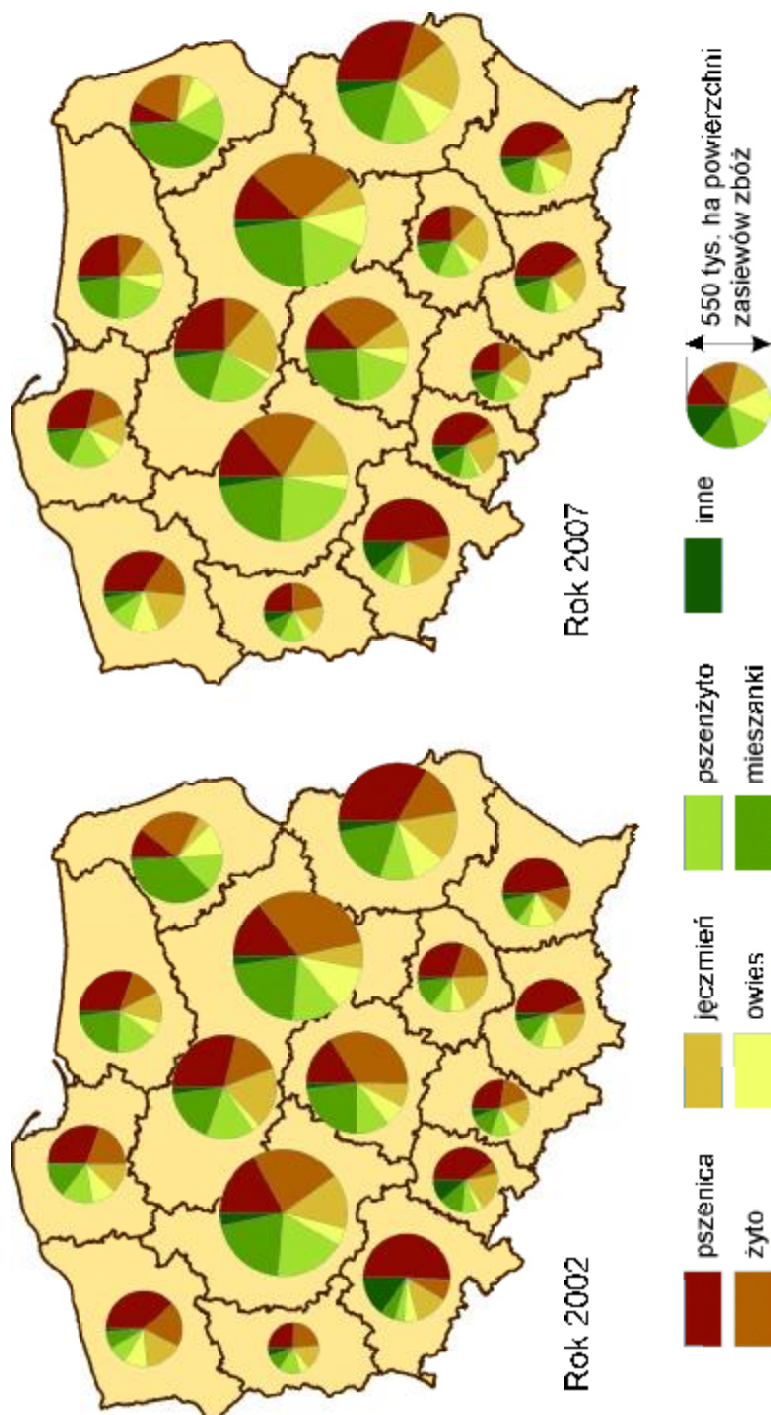 Rok 2002
Rok 2007
pszenica
jęczmień
pszenżyto
inne
żyto
owies
mieszanki
550 tys. ha powierzchni
zasiewów zbóż